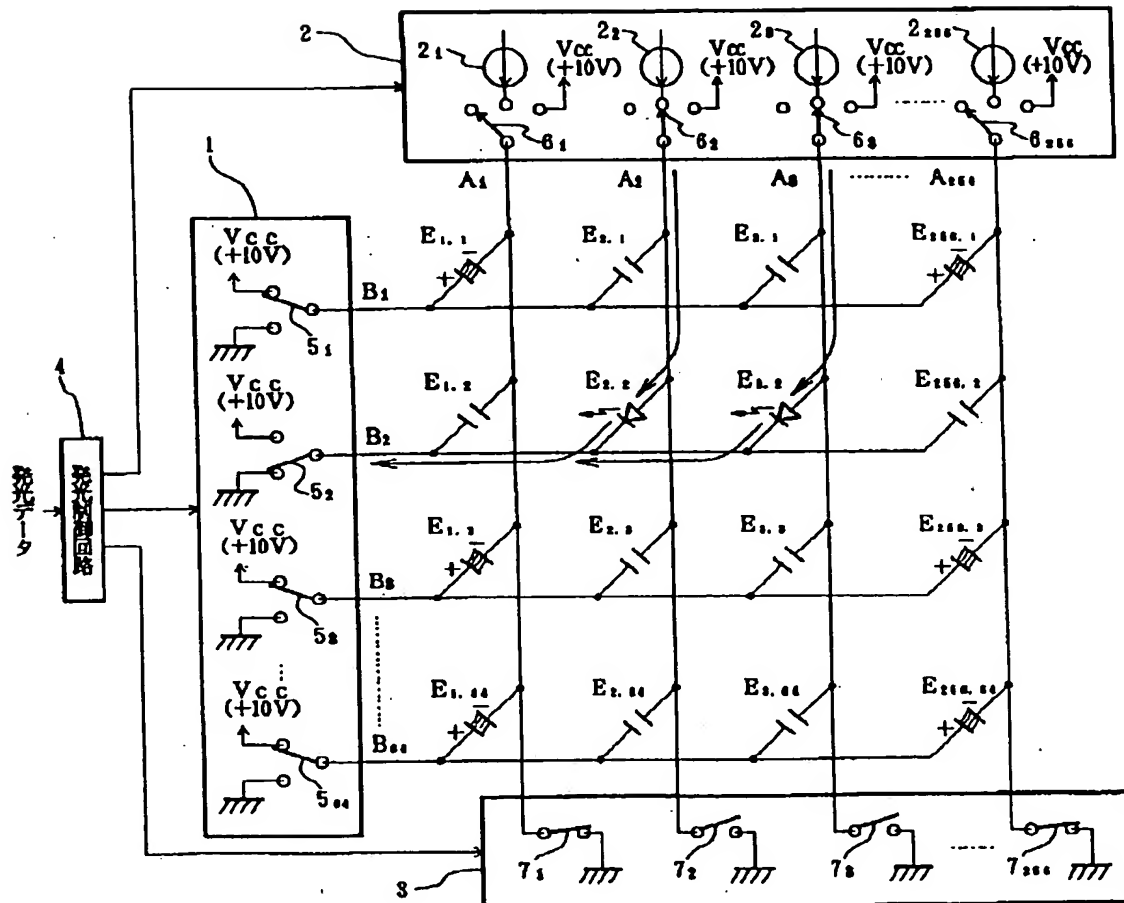 2
2₁
Vcc
(+10V)
2₂
Vcc
(+10V)
2₃
Vcc
(+10V)
2₂₅₆
Vcc
(+10V)
6₁
6₂
6₃
6₂₅₆
1
A₁
A₂
A₃
A₂₅₆
Vcc
(+10V)
5₁
B₁
E₁.₁
E₂.₁
E₃.₁
E₂₅₆.₁
+
−
+
−
4
Vcc
(+10V)
5₂
B₂
E₁.₂
E₂.₂
E₃.₂
E₂₅₆.₂
発光データ
発光制御回路
Vcc
(+10V)
5₃
B₃
E₁.₃
E₂.₃
E₃.₃
E₂₅₆.₃
+
−
+
−
Vcc
(+10V)
5₆₄
B₆₄
E₁.₆₄
E₂.₆₄
E₃.₆₄
E₂₅₆.₆₄
+
−
+
−
3
7₁
7₂
7₃
7₂₅₆